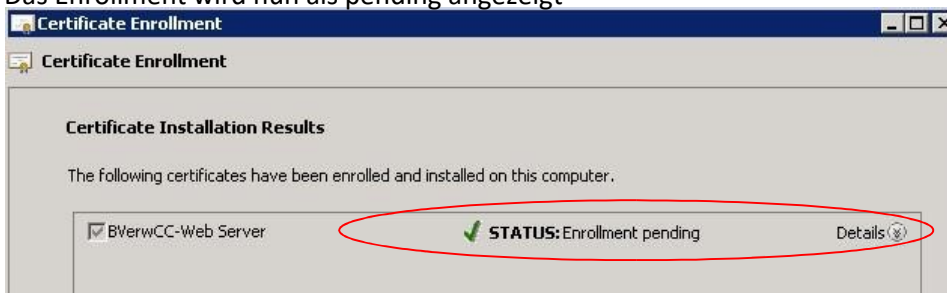 Das Enrollment wird nun als pending angezeigt
Certificate Enrollment
Certificate Enrollment
Certificate Installation Results
The following certificates have been enrolled and installed on this computer.
BVerwCC-Web Server STATUS: Enrollment pending Details